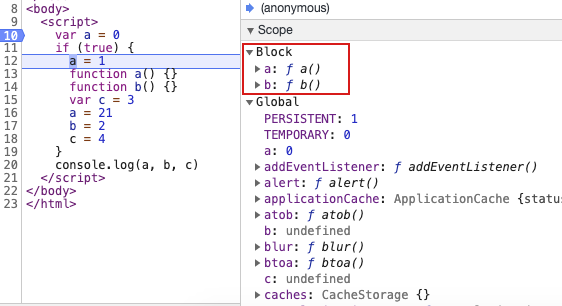 8 <body>
9 <script>
10 var a = 0
11 if (true) {
12 a = 1
13 function a() {}
14 function b() {}
15 var c = 3
16 a = 21
17 b = 2
18 c = 4
19 }
20 console.log(a, b, c)
21 </script>
22 </body>
23 </html>
(anonymous)
Scope
Block
a: ƒ a()
b: ƒ b()
Global
PERSISTENT: 1
TEMPORARY: 0
a: 0
addEventListener: ƒ addEventListener()
alert: ƒ alert()
applicationCache: ApplicationCache {statu
atob: ƒ atob()
b: undefined
blur: ƒ blur()
btoa: ƒ btoa()
c: undefined
caches: CacheStorage {}